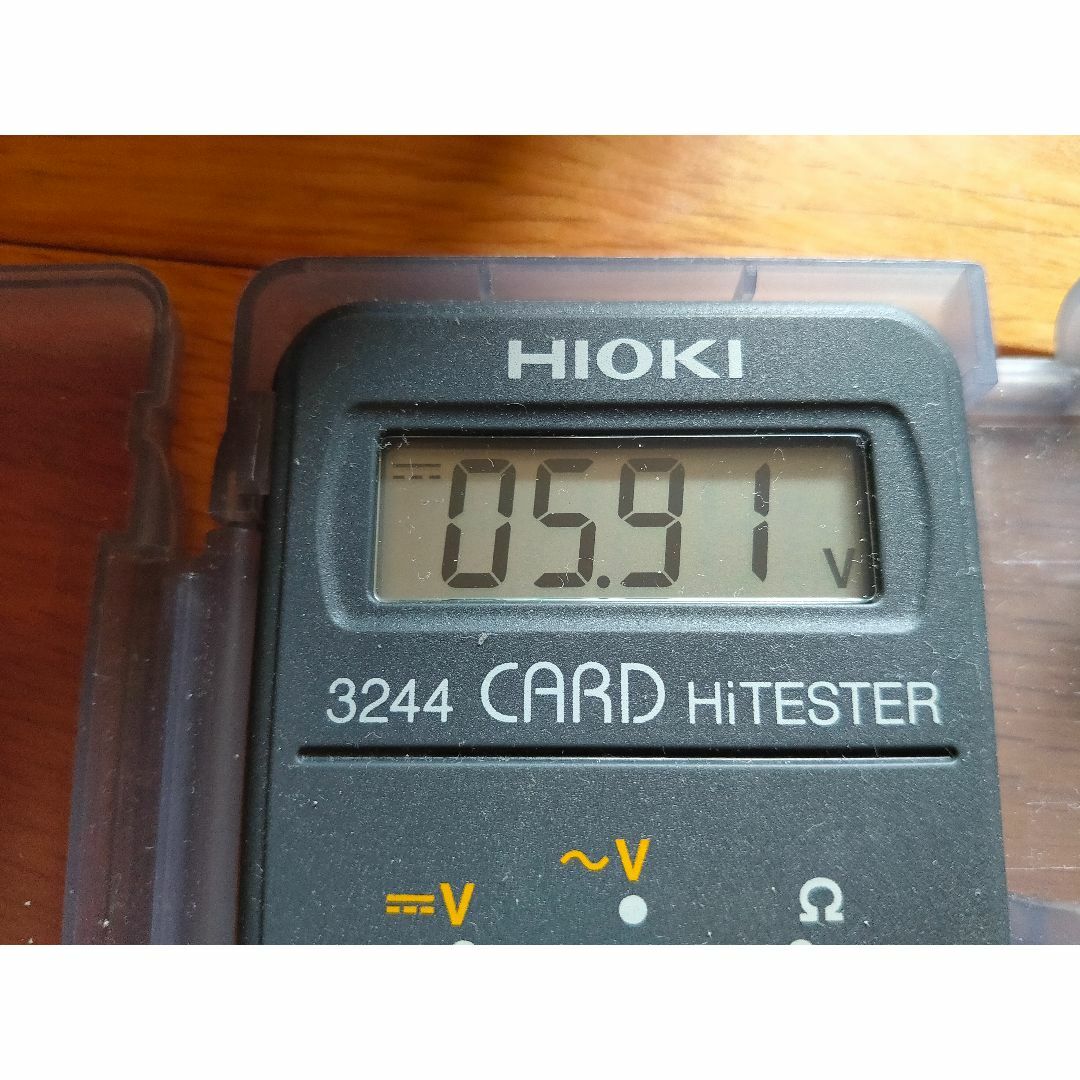 HIOKI
⎓ 05.91 V
3244 CARD HiTESTER
~V
⎓V
Ω